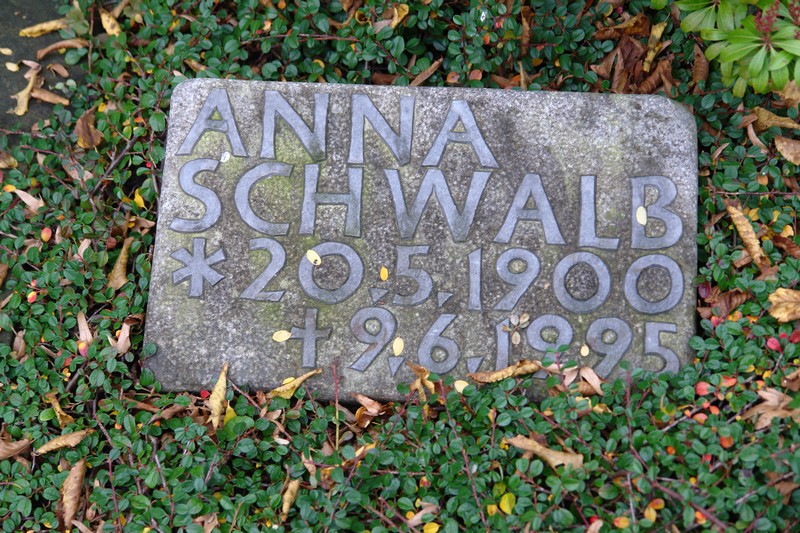 ANNA
SCHWALB
* 20.5.1900
† 9.6.1995